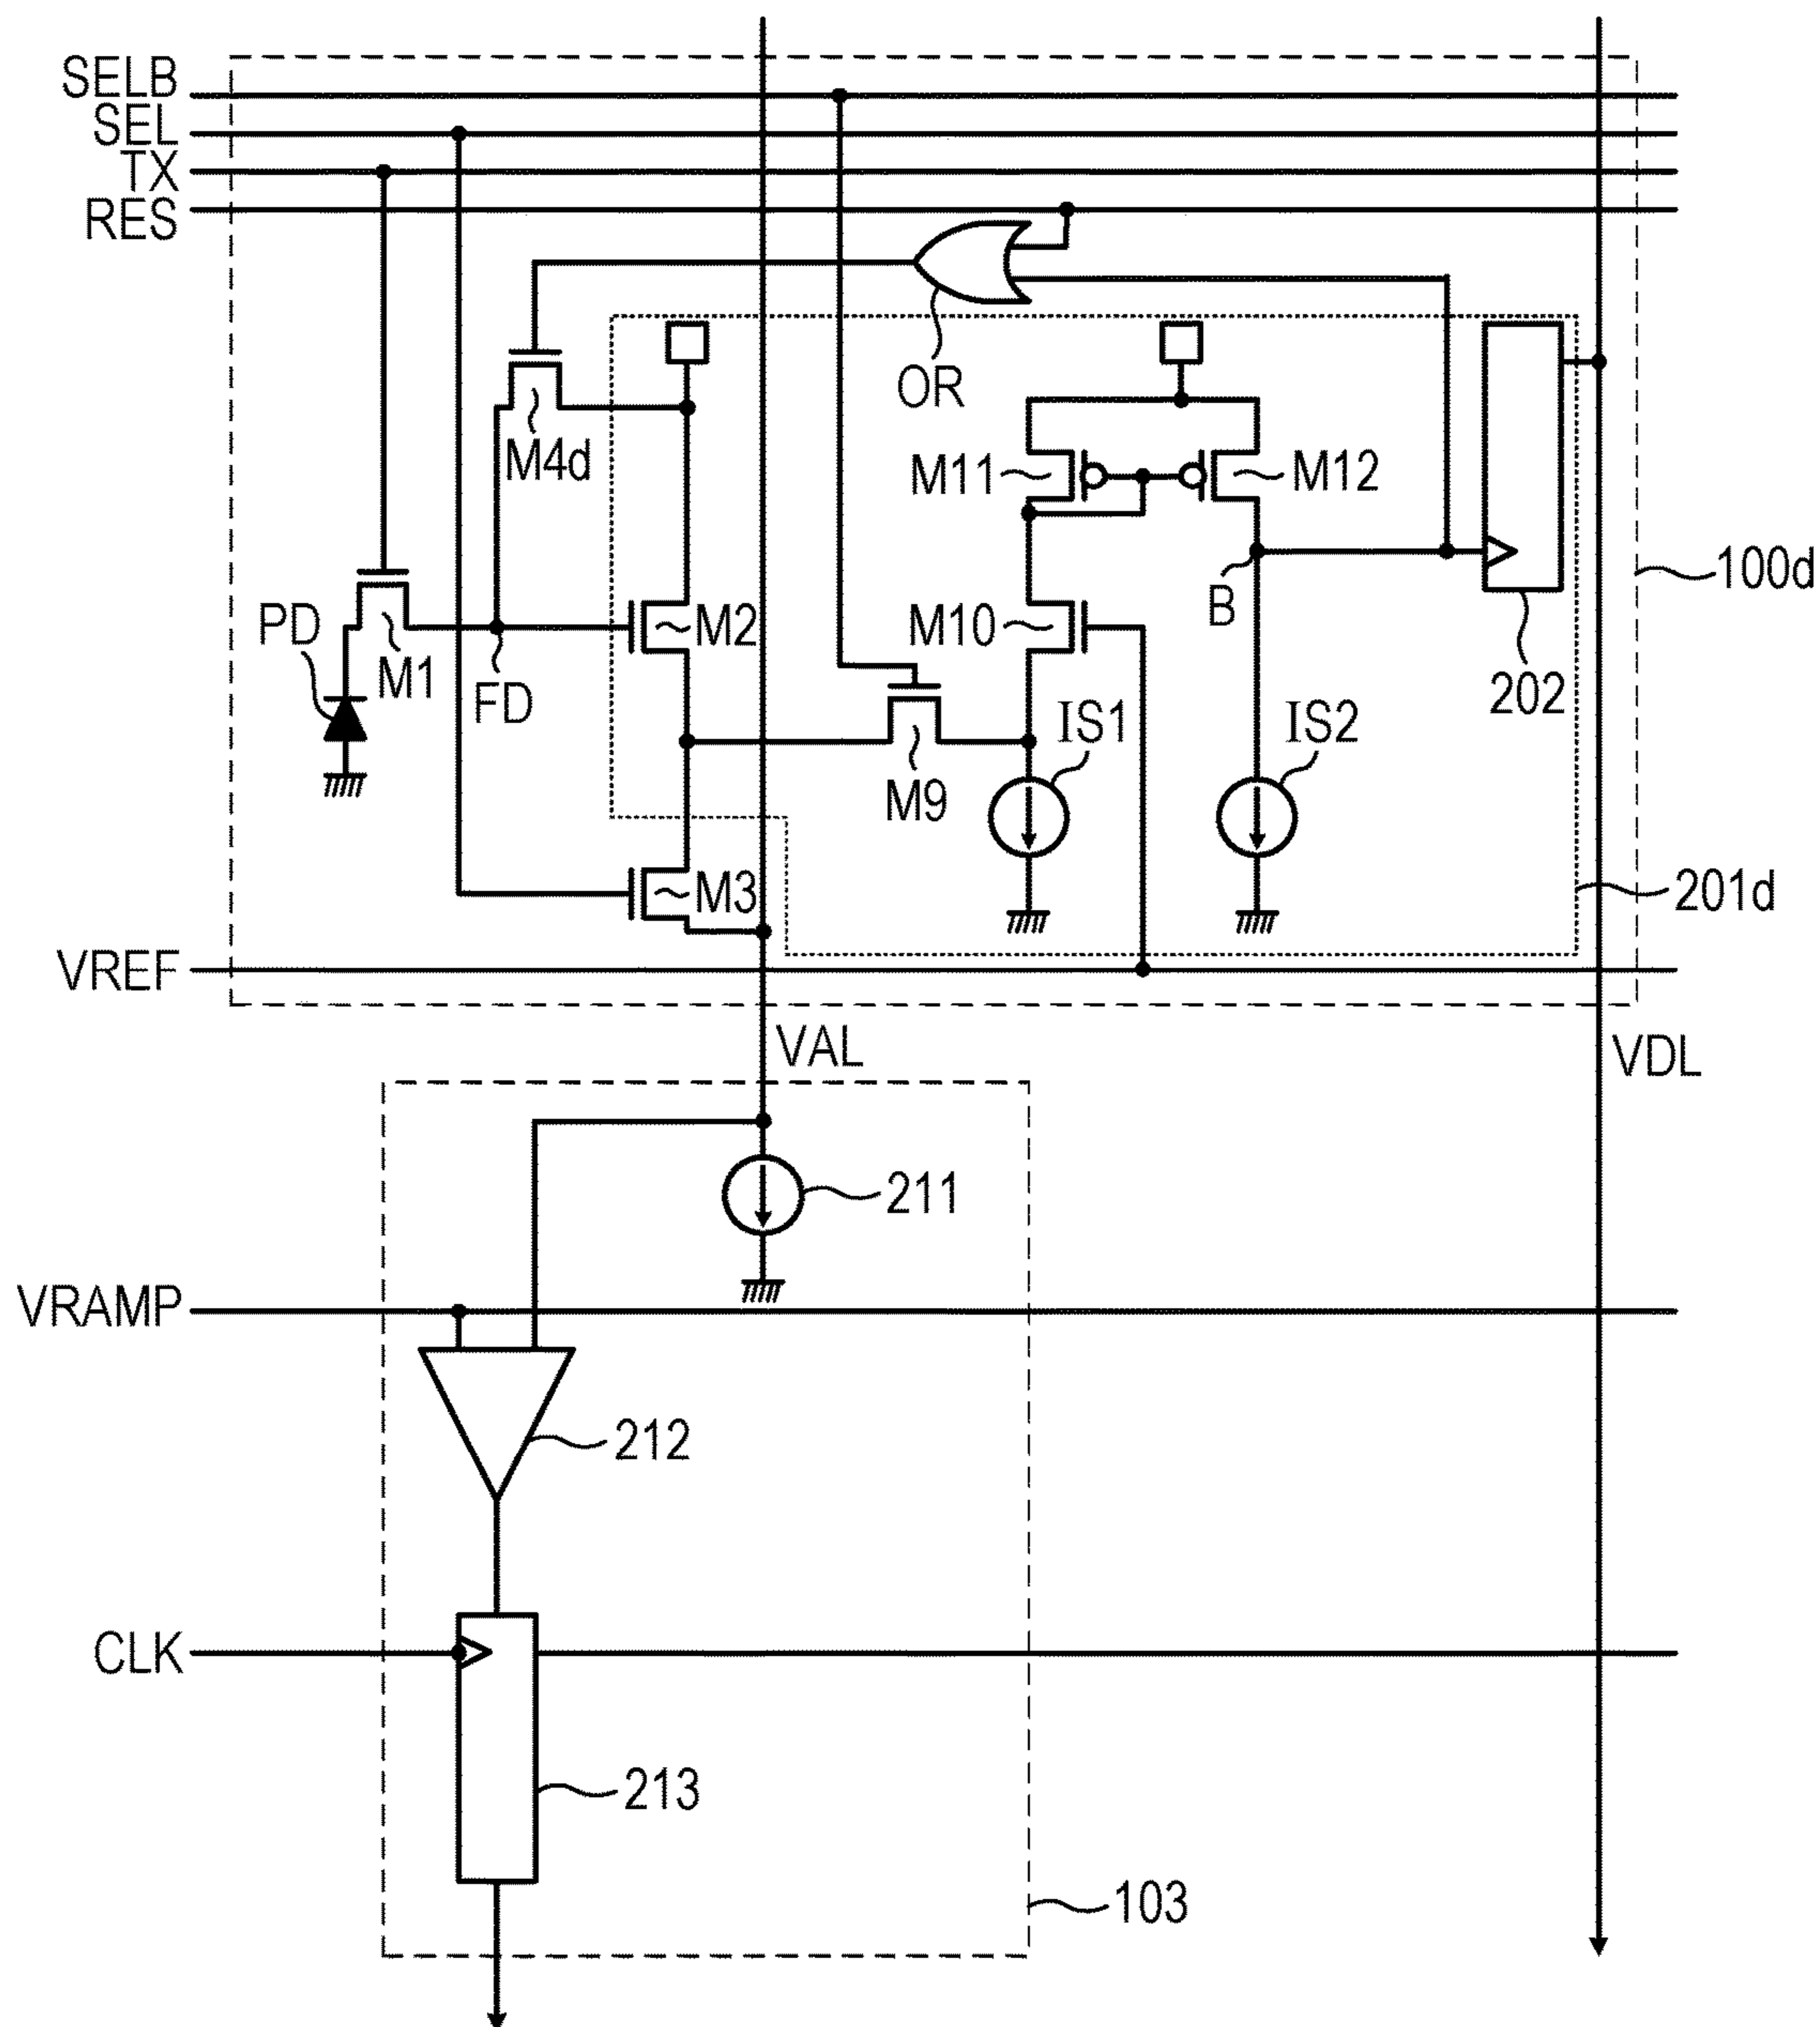 SELB
SEL
TX
RES
OR
M4d
M11
M12
100d
PD
M1
FD
M2
M10
B
202
IS1
IS2
M9
M3
201d
VREF
VAL
VDL
211
VRAMP
212
CLK
213
103